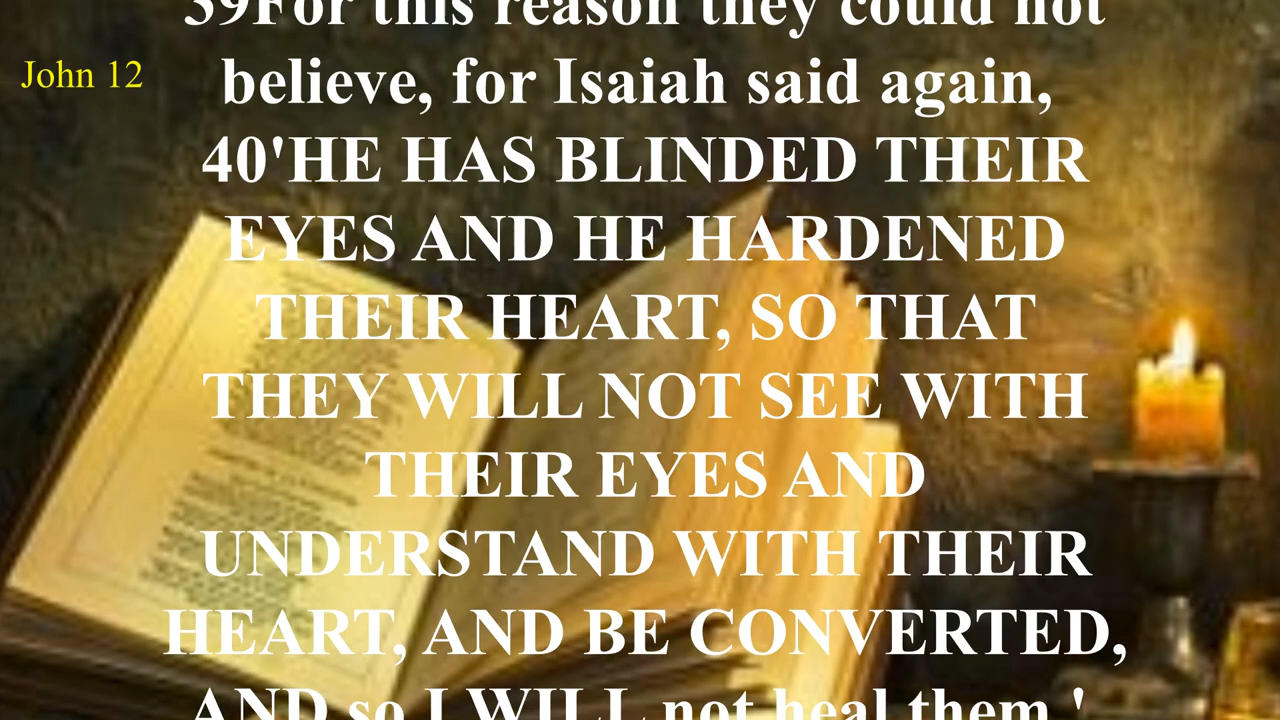 39For this reason they could not
John 12
believe, for Isaiah said again,
40'HE HAS BLINDED THEIR
EYES AND HE HARDENED
THEIR HEART, SO THAT
THEY WILL NOT SEE WITH
THEIR EYES AND
UNDERSTAND WITH THEIR
HEART, AND BE CONVERTED,
AND so I WILL not heal them.'